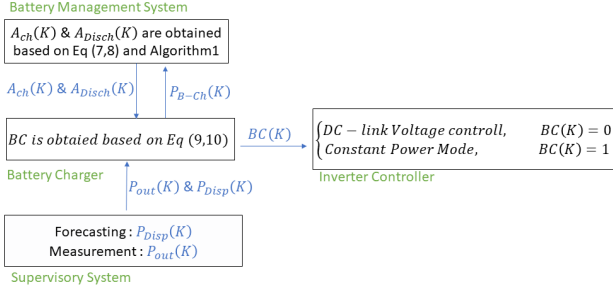 Battery Management System
A_ch(K) & A_Disch(K) are obtained
based on Eq (7,8) and Algorithm1
A_ch(K) & A_Disch(K)
P_B−Ch(K)
BC is obtaied based on Eq (9,10)
BC(K)
{DC − link Voltage controll, BC(K) = 0
Constant Power Mode, BC(K) = 1
Battery Charger
Inverter Controller
P_out(K) & P_Disp(K)
Forecasting : P_Disp(K)
Measurement : P_out(K)
Supervisory System